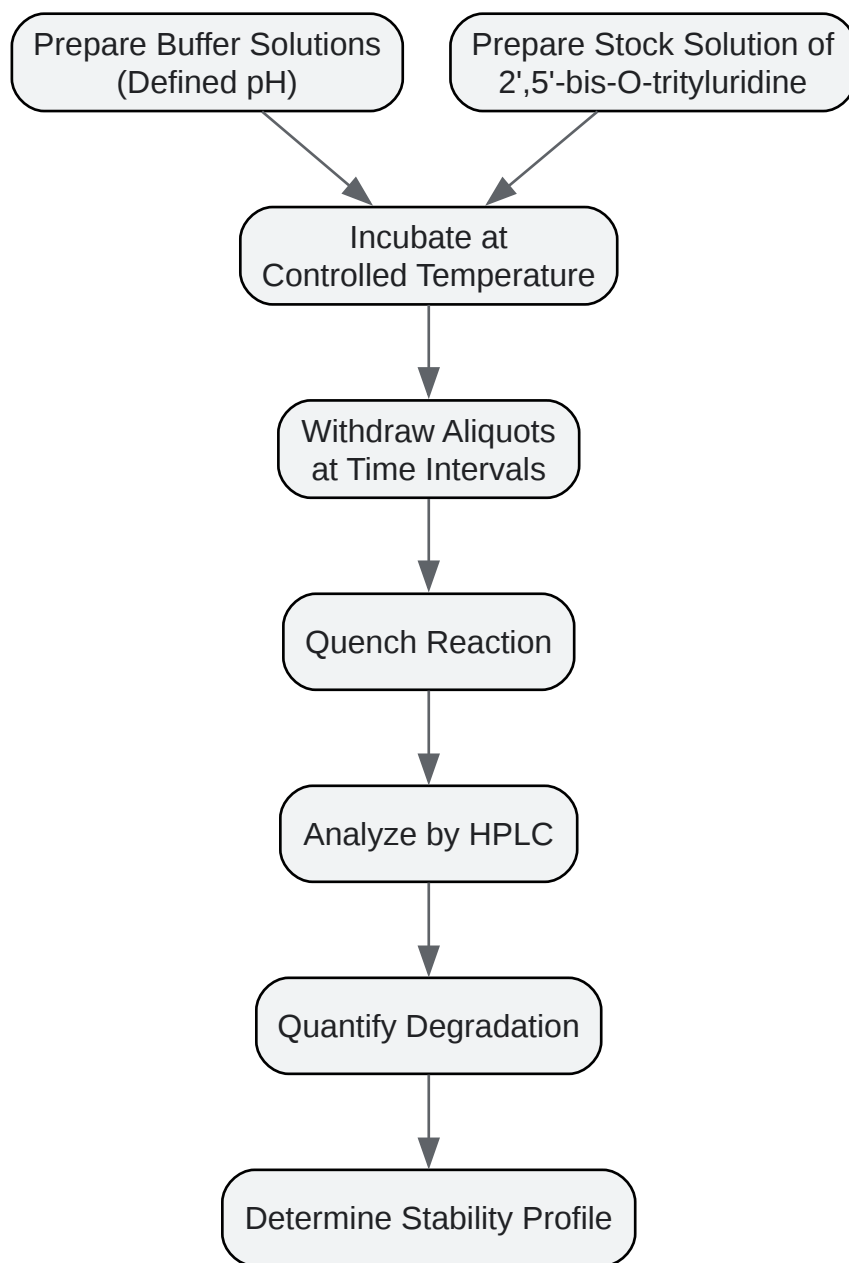 Prepare Buffer Solutions
(Defined pH)
Prepare Stock Solution of
2',5'-bis-O-trityluridine
Incubate at
Controlled Temperature
Withdraw Aliquots
at Time Intervals
Quench Reaction
Analyze by HPLC
Quantify Degradation
Determine Stability Profile